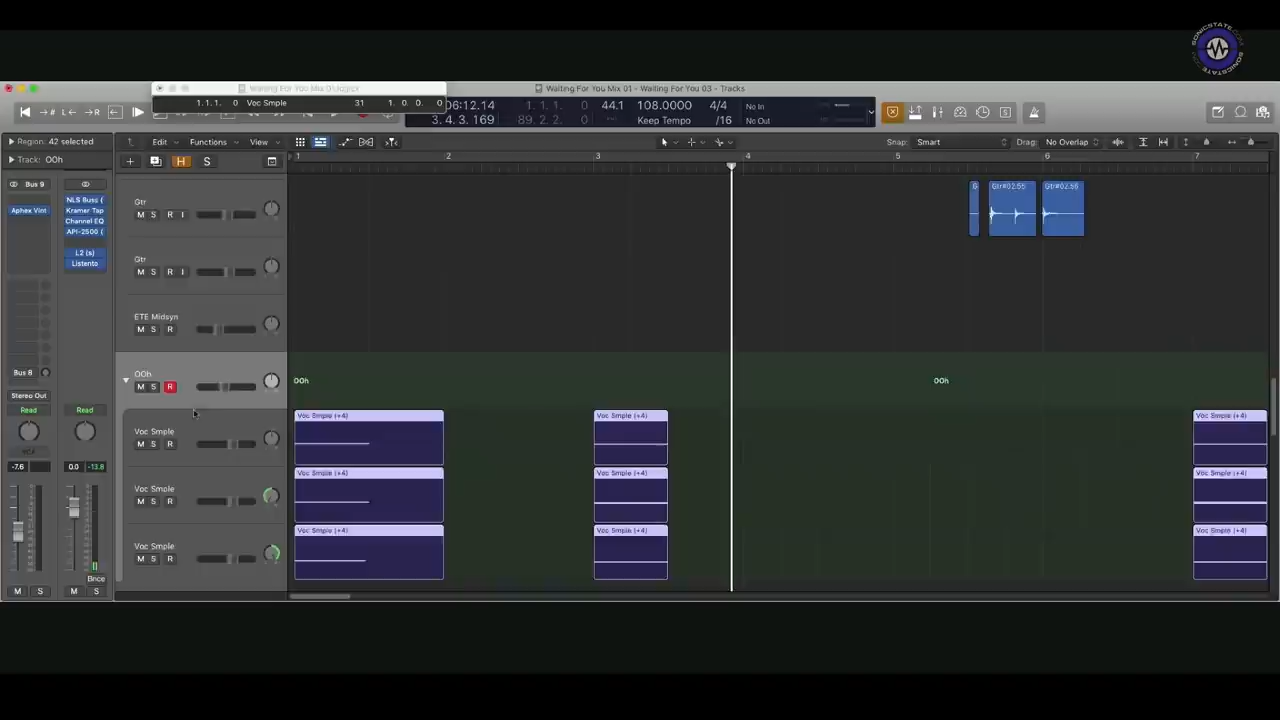 SONICSTATE.COM
SONICSTATE
Waiting For You Mix 01 - Waiting For You 03 - Tracks
1.1.1. 0 Voc Smple 31 1. 0. 0. 0
06:12.14 1. 1. 1. 1 44.1 108.0000 4/4 No In
3. 4. 3. 169 89. 2. 2. 0 Keep Tempo /16 No Out
Region: 42 selected Edit Functions View Snap: Smart Drag: No Overlap
Track: OOh H S 1 2 3 4 5 6 7
Bus 9
Aphex Vint
Bus 8
Stereo Out
Read
-7.6
M S
NLS Buss (
Kramer Tap
Channel EQ
API-2500 (
L2 (s)
Listento
Read
0.0 -13.8
Bnce
M S
Gtr
M S R I
Gtr
M S R I
ETE Midsyn
M S R
OOh
M S R
Voc Smple
M S R
Voc Smple
M S R
Voc Smple
M S R
Gtr#02.55 Gtr#02.56
OOh OOh
Voc Smple (+4) Voc Smple (+4) Voc Smple (+4)
Voc Smple (+4) Voc Smple (+4) Voc Smple (+4)
Voc Smple (+4) Voc Smple (+4) Voc Smple (+4)